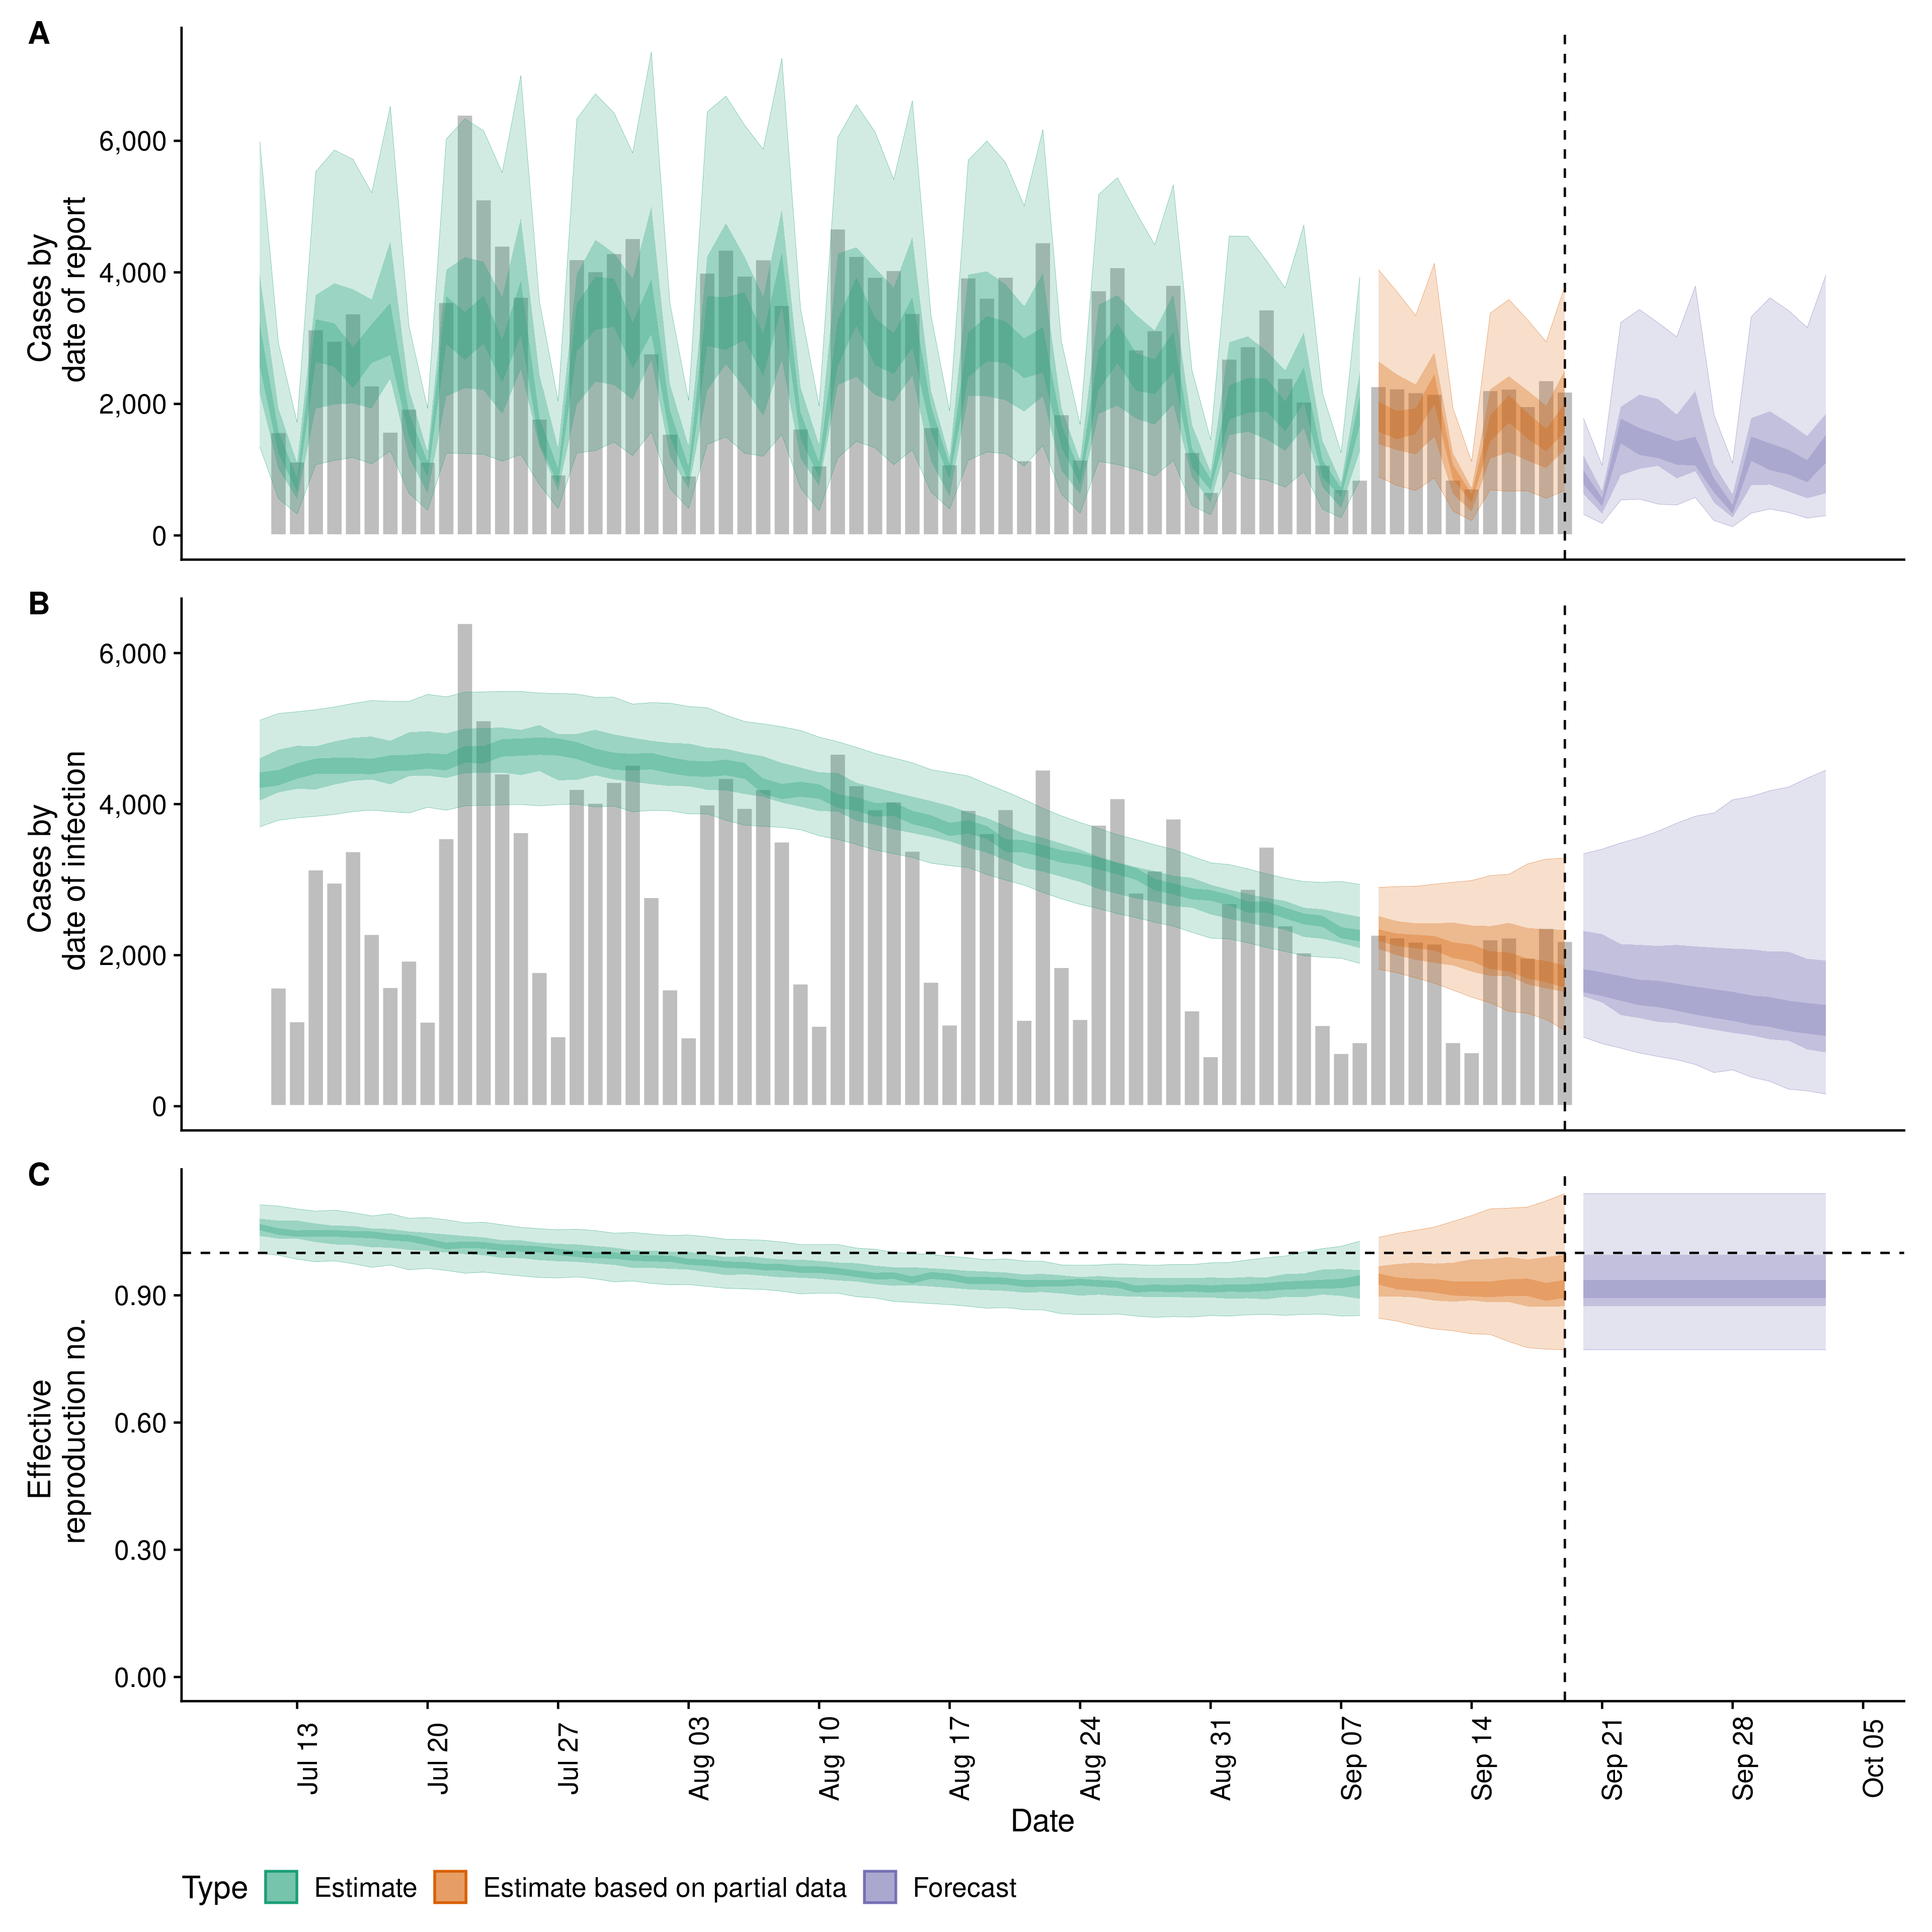 A
Cases by
date of report
6,000
4,000
2,000
0
B
Cases by
date of infection
6,000
4,000
2,000
0
C
Effective
reproduction no.
0.90
0.60
0.30
0.00
Jul 13
Jul 20
Jul 27
Aug 03
Aug 10
Aug 17
Aug 24
Aug 31
Sep 07
Sep 14
Sep 21
Sep 28
Oct 05
Date
Type Estimate Estimate based on partial data Forecast